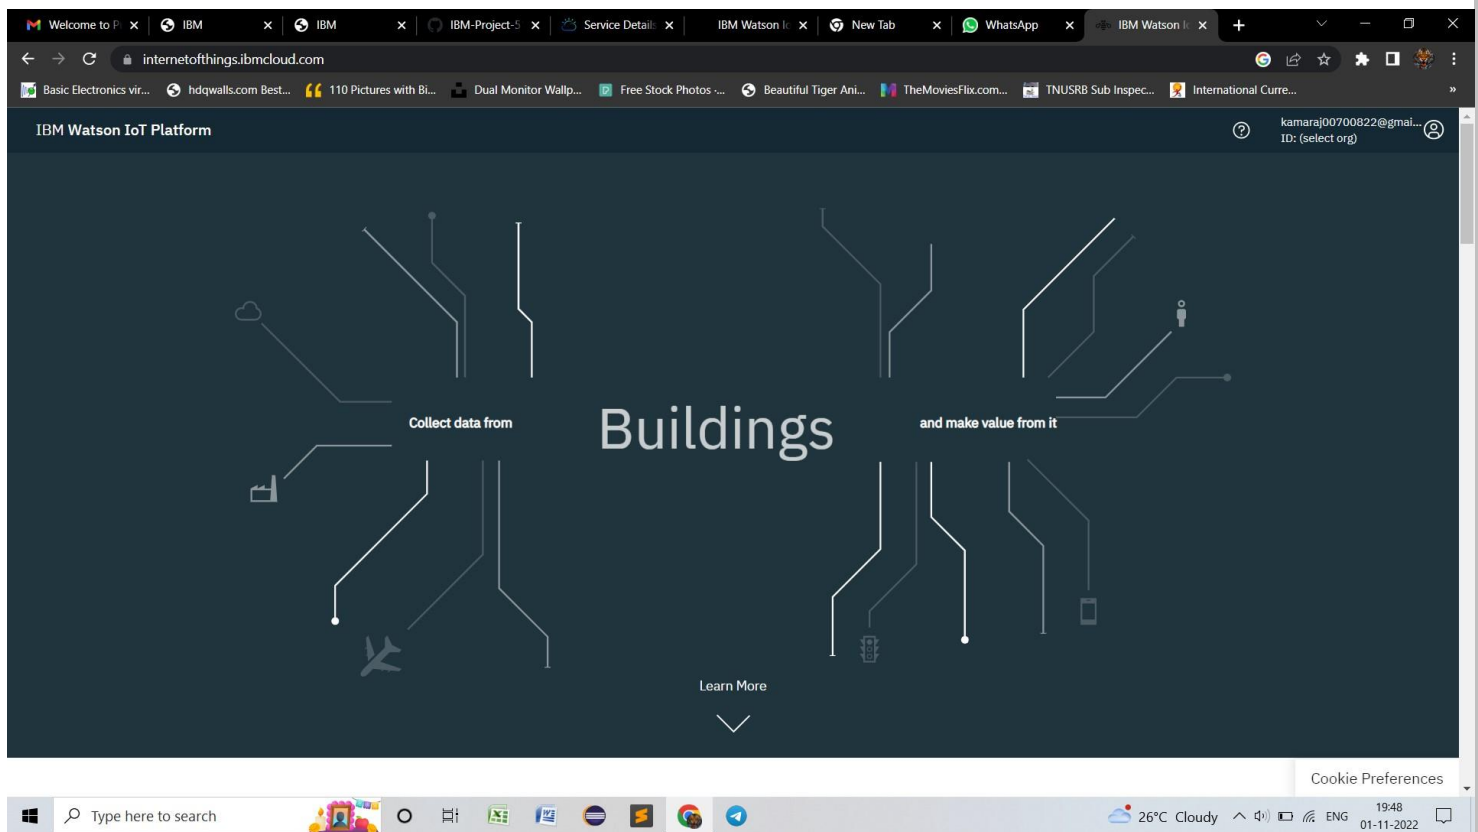 Welcome to P
IBM
IBM
IBM-Project-5
Service Details
IBM Watson Io
New Tab
WhatsApp
IBM Watson Io
internetofthings.ibmcloud.com
Basic Electronics vir...
hdqwalls.com Best...
110 Pictures with Bi...
Dual Monitor Wallp...
Free Stock Photos ·...
Beautiful Tiger Ani...
TheMoviesFlix.com...
TNUSRB Sub Inspec...
International Curre...
»
IBM Watson IoT Platform
kamaraj00700822@gmai...
ID: (select org)
Collect data from
Buildings
and make value from it
Learn More
Cookie Preferences
Type here to search
26°C Cloudy
ENG
19:48
01-11-2022